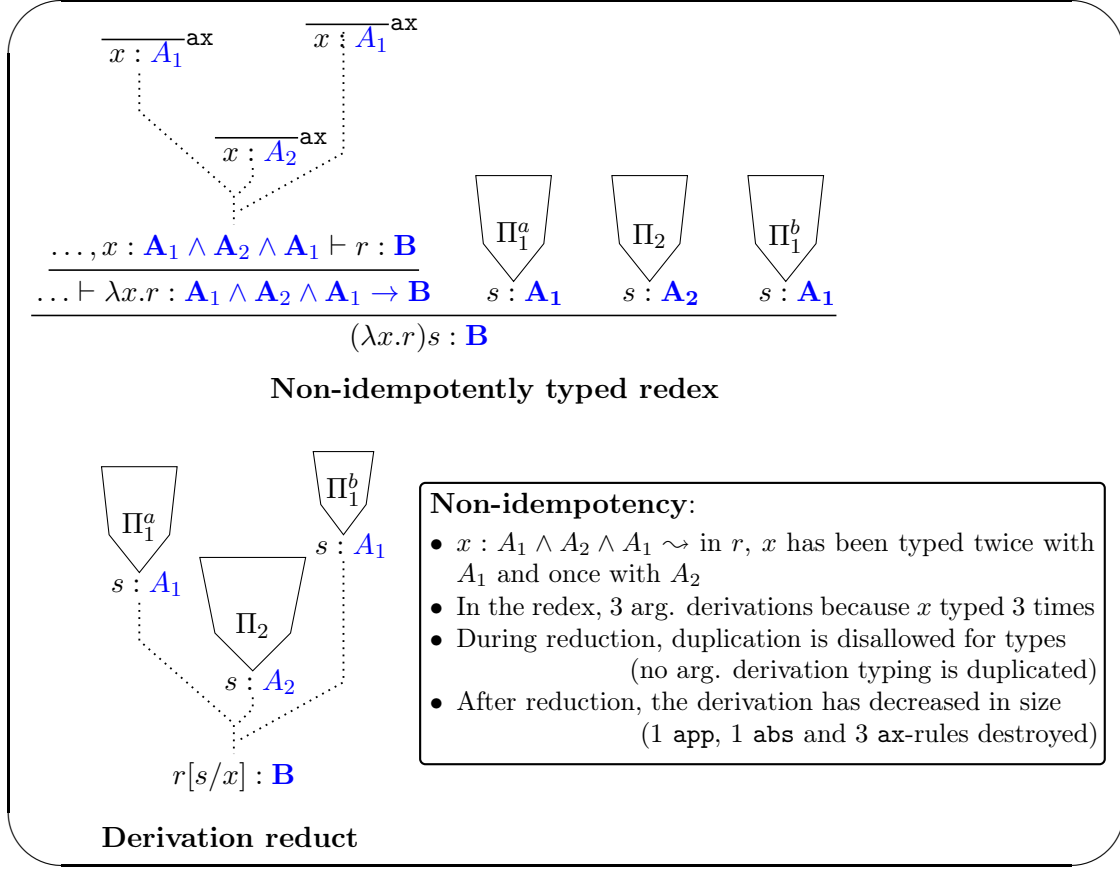 x : A₁ ax
x : A₁ ax
x : A₂ ax
Π₁ᵃ
Π₂
Π₁ᵇ
…, x : A₁ ∧ A₂ ∧ A₁ ⊢ r : B
… ⊢ λx.r : A₁ ∧ A₂ ∧ A₁ → B
s : A₁
s : A₂
s : A₁
(λx.r)s : B
Non-idempotently typed redex
Π₁ᵃ
s : A₁
Π₂
s : A₂
Π₁ᵇ
s : A₁
r[s/x] : B
Derivation reduct
Non-idempotency:
• x : A₁ ∧ A₂ ∧ A₁ ⤳ in r, x has been typed twice with
A₁ and once with A₂
• In the redex, 3 arg. derivations because x typed 3 times
• During reduction, duplication is disallowed for types
(no arg. derivation typing is duplicated)
• After reduction, the derivation has decreased in size
(1 app, 1 abs and 3 ax-rules destroyed)